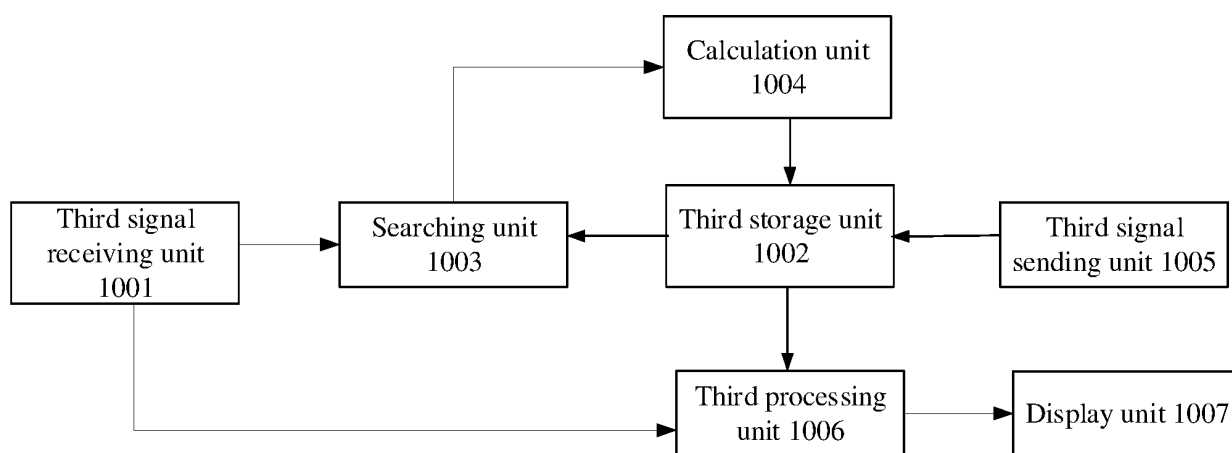 Calculation unit
1004
Third signal
receiving unit
1001
Searching unit
1003
Third storage unit
1002
Third signal
sending unit 1005
Third processing
unit 1006
Display unit 1007